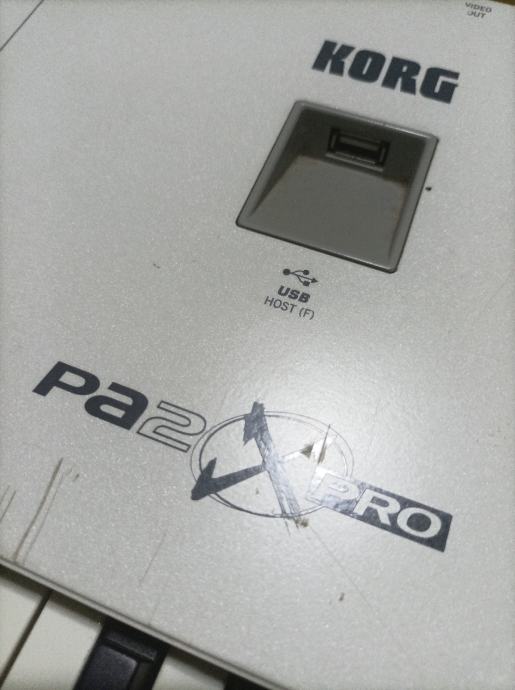 VIDEO
OUT
KORG
USB
HOST (F)
Pa2X PRO